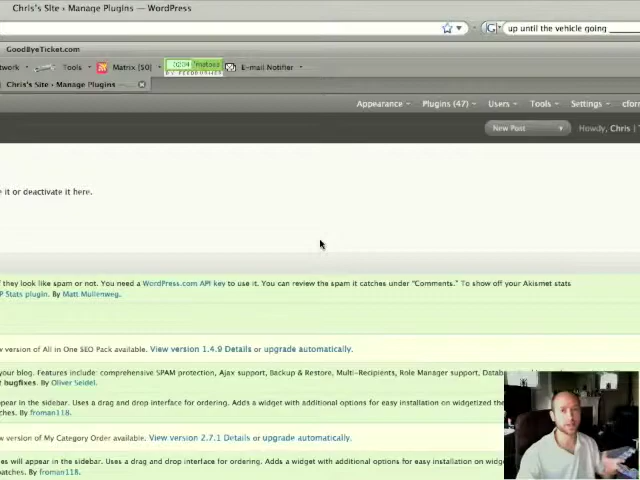 Chris's Site › Manage Plugins — WordPress
up until the vehicle going
GoodByeTicket.com
twork Tools Matrix [50] E-mail Notifier
Chris's Site › Manage Plugins —
Appearance Plugins (47) Users Tools Settings cfor
New Post Howdy, Chris |
e it or deactivate it here.
f they look like spam or not. You need a WordPress.com API key to use it. You can review the spam it catches under "Comments." To show off your Akismet stats
P Stats plugin. By Matt Mullenweg.
w version of All in One SEO Pack available. View version 1.4.9 Details or upgrade automatically.
your blog. Features include: comprehensive SPAM protection, Ajax support, Backup & Restore, Multi-Recipients, Role Manager support, Datab
t bugfixes. By Oliver Seidel.
ppear in the sidebar. Uses a drag and drop interface for ordering. Adds a widget with additional options for easy installation on widgetized the
tches. By froman118.
w version of My Category Order available. View version 2.7.1 Details or upgrade automatically.
es will appear in the sidebar. Uses a drag and drop interface for ordering. Adds a widget with additional options for easy installation on widg
patches. By froman118.